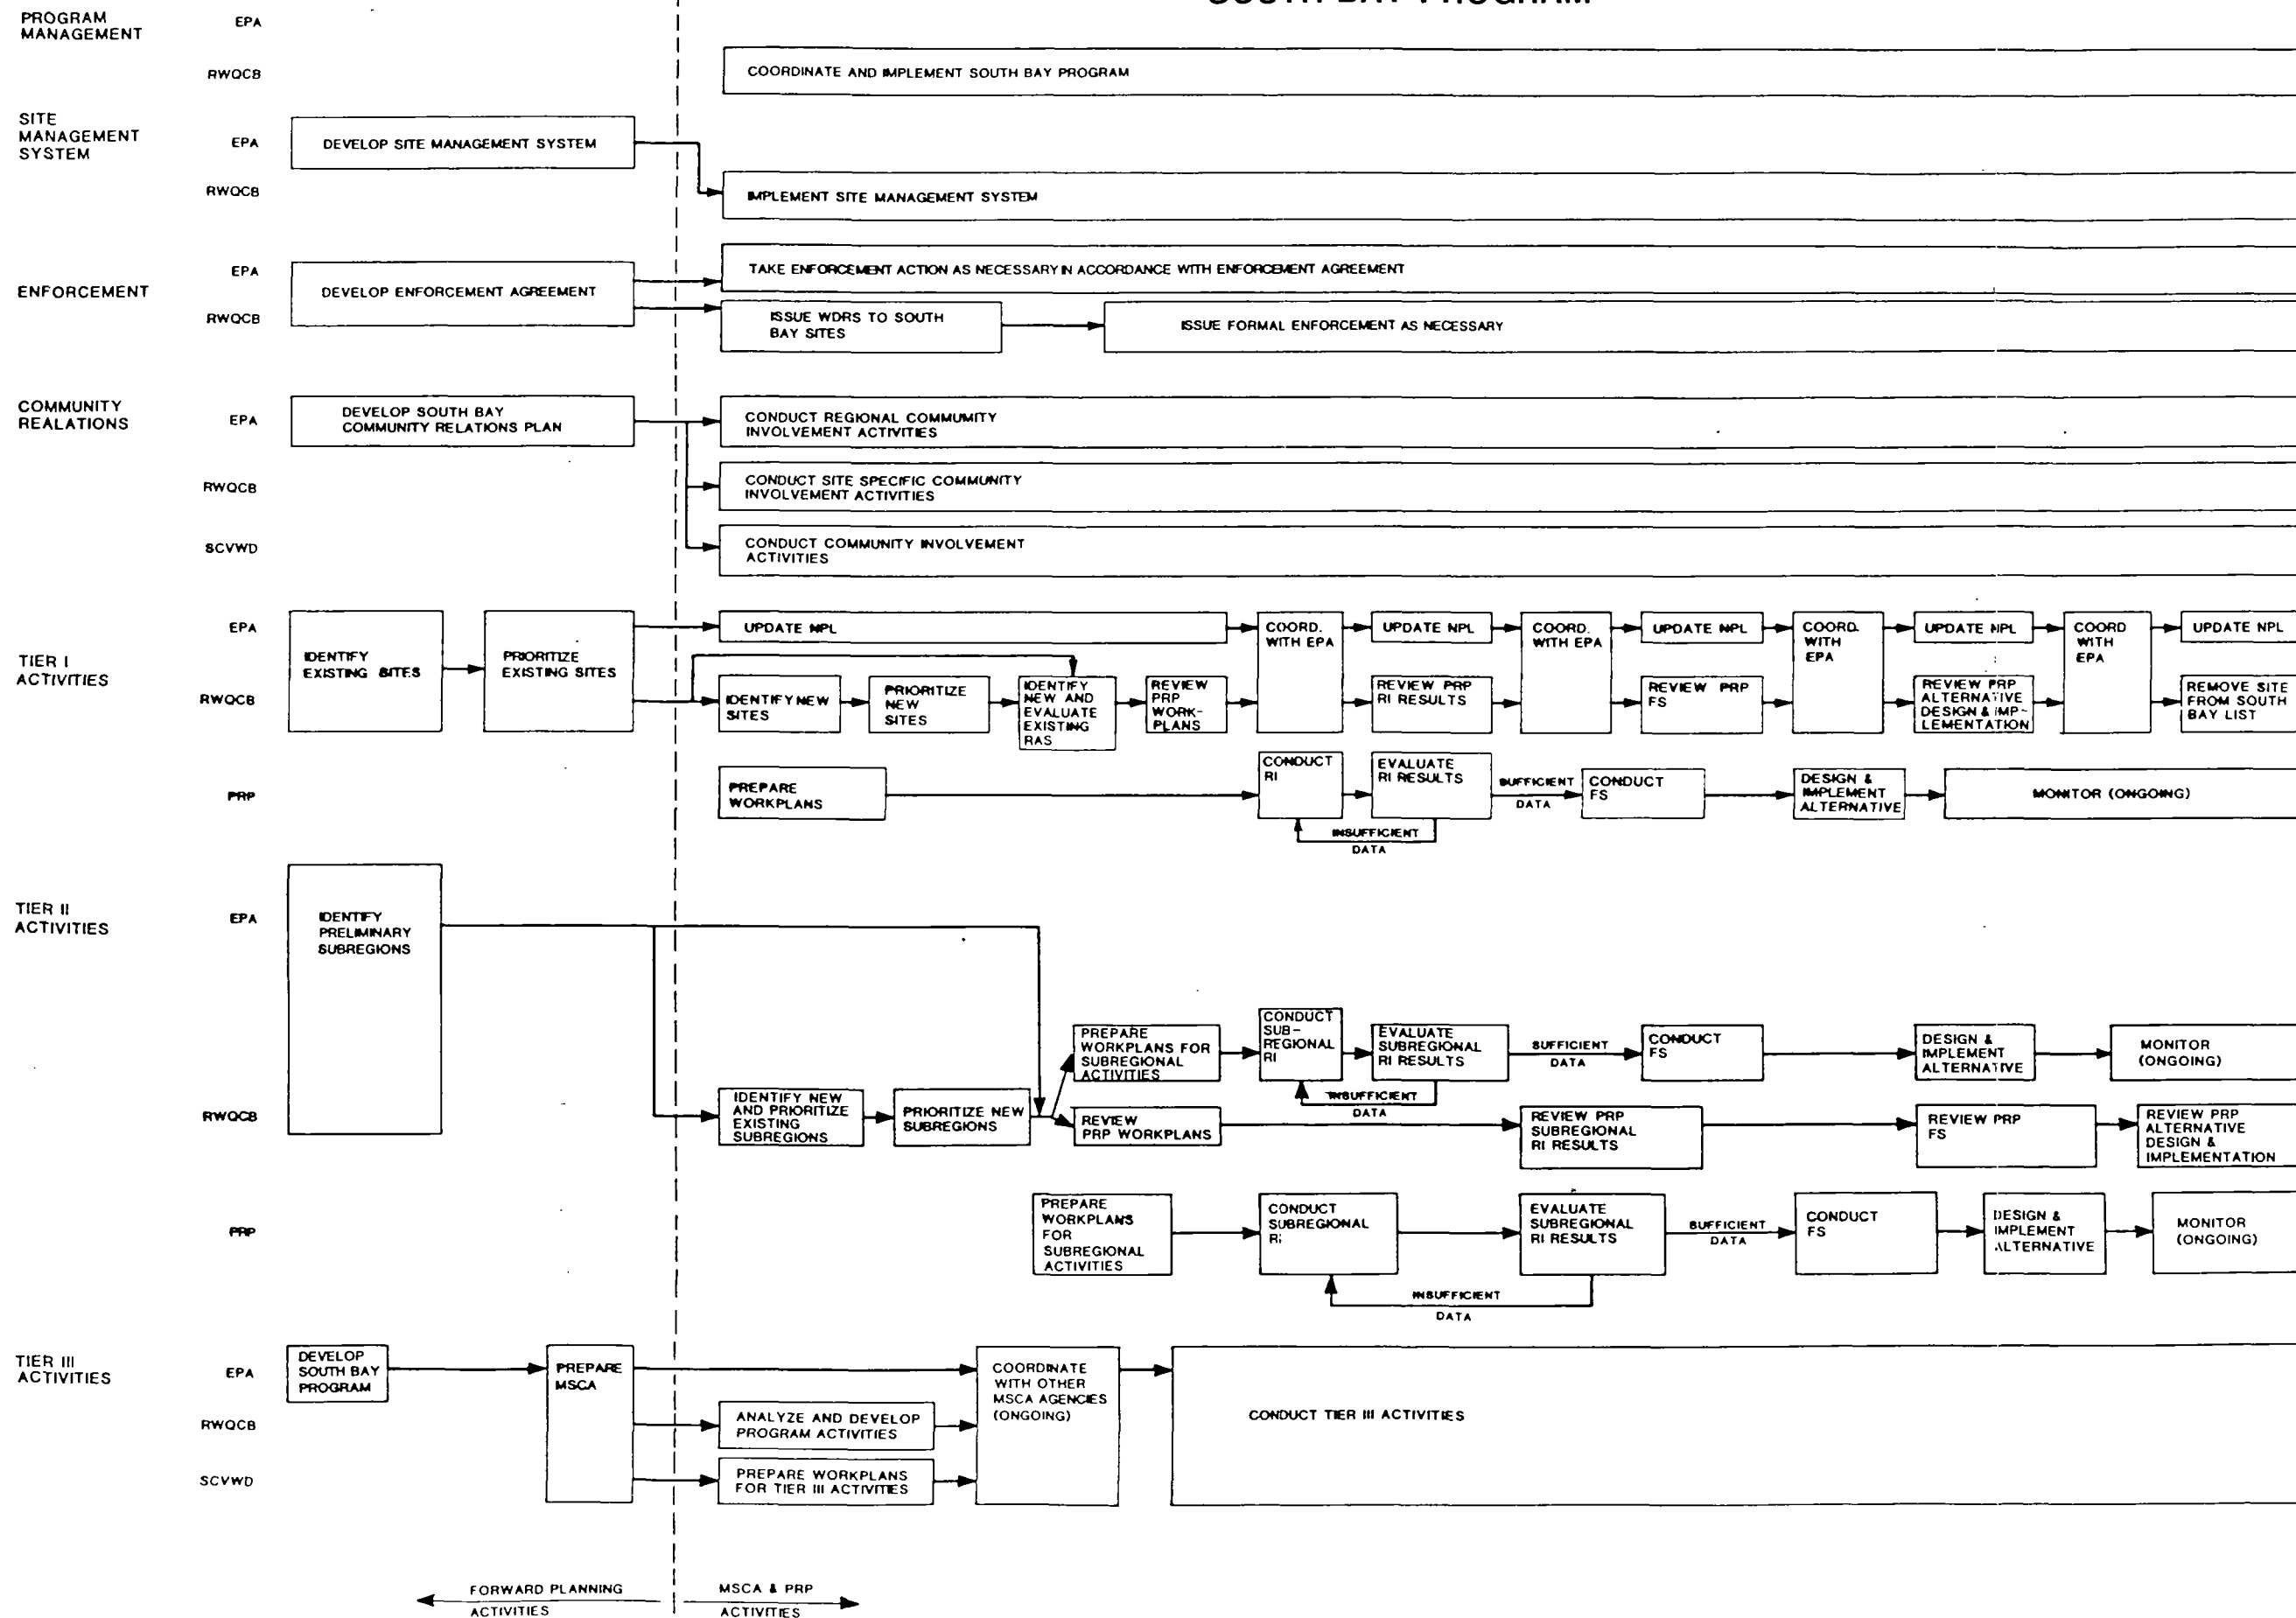 SOUTH BAY PROGRAM
PROGRAM
MANAGEMENT
EPA
RWQCB
COORDINATE AND IMPLEMENT SOUTH BAY PROGRAM
SITE
MANAGEMENT
SYSTEM
EPA
DEVELOP SITE MANAGEMENT SYSTEM
RWQCB
IMPLEMENT SITE MANAGEMENT SYSTEM
ENFORCEMENT
EPA
RWQCB
DEVELOP ENFORCEMENT AGREEMENT
TAKE ENFORCEMENT ACTION AS NECESSARY IN ACCORDANCE WITH ENFORCEMENT AGREEMENT
ISSUE WDRS TO SOUTH
BAY SITES
ISSUE FORMAL ENFORCEMENT AS NECESSARY
COMMUNITY
REALATIONS
EPA
DEVELOP SOUTH BAY
COMMUNITY RELATIONS PLAN
CONDUCT REGIONAL COMMUMITY
INVOLVEMENT ACTIVITIES
RWQCB
CONDUCT SITE SPECIFIC COMMUNITY
INVOLVEMENT ACTIVITIES
SCVWD
CONDUCT COMMUNITY INVOLVEMENT
ACTIVITIES
TIER I
ACTIVITIES
EPA
RWQCB
IDENTIFY
EXISTING SITES
PRIORITIZE
EXISTING SITES
UPDATE NPL
COORD.
WITH EPA
UPDATE NPL
COORD.
WITH EPA
UPDATE NPL
COORD.
WITH
EPA
UPDATE NPL
COORD
WITH
EPA
UPDATE NPL
IDENTIFY NEW
SITES
PRIORITIZE
NEW
SITES
IDENTIFY
NEW AND
EVALUATE
EXISTING
RAS
REVIEW
PRP
WORK-
PLANS
REVIEW PRP
RI RESULTS
REVIEW PRP
FS
REVIEW PRP
ALTERNATIVE
DESIGN & IMP-
LEMENTATION
REMOVE SITE
FROM SOUTH
BAY LIST
PRP
PREPARE
WORKPLANS
CONDUCT
RI
EVALUATE
RI RESULTS
SUFFICIENT
DATA
INSUFFICIENT
DATA
CONDUCT
FS
DESIGN &
IMPLEMENT
ALTERNATIVE
MONITOR (ONGOING)
TIER II
ACTIVITIES
EPA
IDENTIFY
PRELIMINARY
SUBREGIONS
PREPARE
WORKPLANS FOR
SUBREGIONAL
ACTIVITIES
CONDUCT
SUB-
REGIONAL
RI
EVALUATE
SUBREGIONAL
RI RESULTS
SUFFICIENT
DATA
INSUFFICIENT
DATA
CONDUCT
FS
DESIGN &
IMPLEMENT
ALTERNATIVE
MONITOR
(ONGOING)
RWQCB
IDENTIFY NEW
AND PRIORITIZE
EXISTING
SUBREGIONS
PRIORITIZE NEW
SUBREGIONS
REVIEW
PRP WORKPLANS
REVIEW PRP
SUBREGIONAL
RI RESULTS
REVIEW PRP
FS
REVIEW PRP
ALTERNATIVE
DESIGN &
IMPLEMENTATION
PRP
PREPARE
WORKPLANS
FOR
SUBREGIONAL
ACTIVITIES
CONDUCT
SUBREGIONAL
RI
EVALUATE
SUBREGIONAL
RI RESULTS
SUFFICIENT
DATA
INSUFFICIENT
DATA
CONDUCT
FS
DESIGN &
IMPLEMENT
ALTERNATIVE
MONITOR
(ONGOING)
TIER III
ACTIVITIES
EPA
RWQCB
SCVWD
DEVELOP
SOUTH BAY
PROGRAM
PREPARE
MSCA
ANALYZE AND DEVELOP
PROGRAM ACTIVITIES
PREPARE WORKPLANS
FOR TIER III ACTIVITIES
COORDINATE
WITH OTHER
MSCA AGENCIES
(ONGOING)
CONDUCT TIER III ACTIVITIES
FORWARD PLANNING
ACTIVITIES
MSCA & PRP
ACTIVITIES